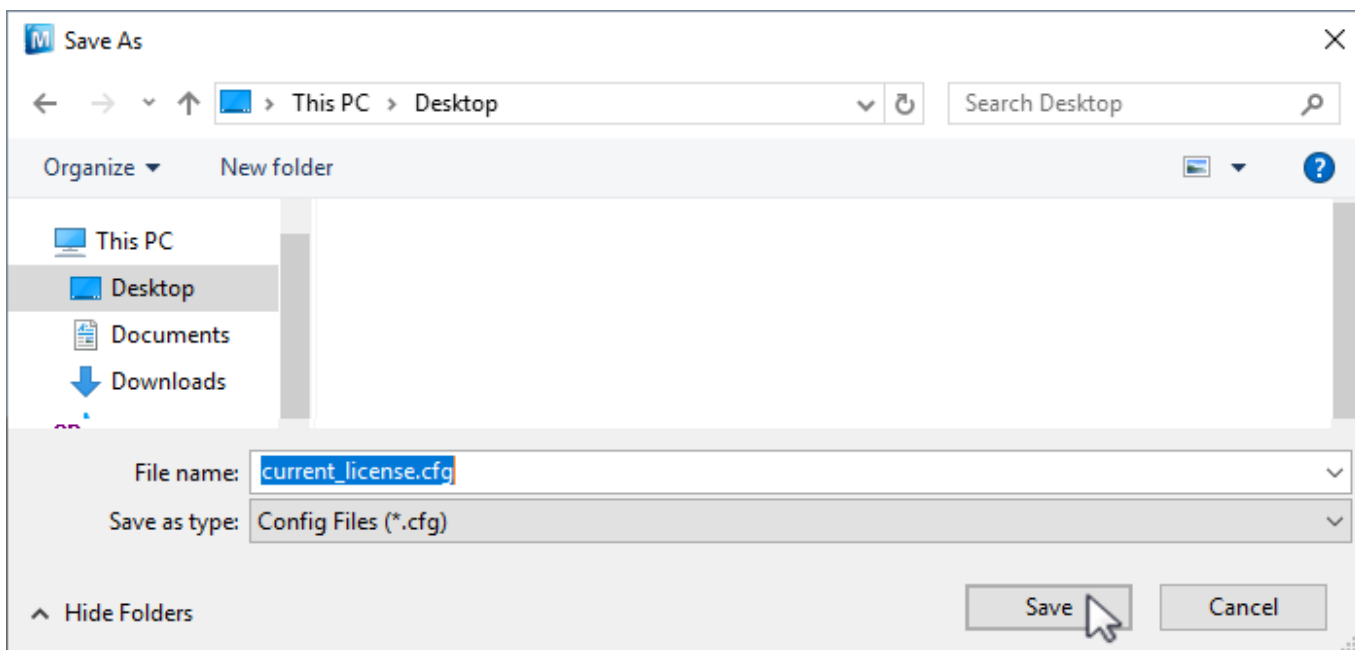 M Save As
This PC > Desktop
Search Desktop
Organize
New folder
?
This PC
Desktop
Documents
Downloads
File name: current_license.cfg
Save as type: Config Files (*.cfg)
Hide Folders
Save
Cancel